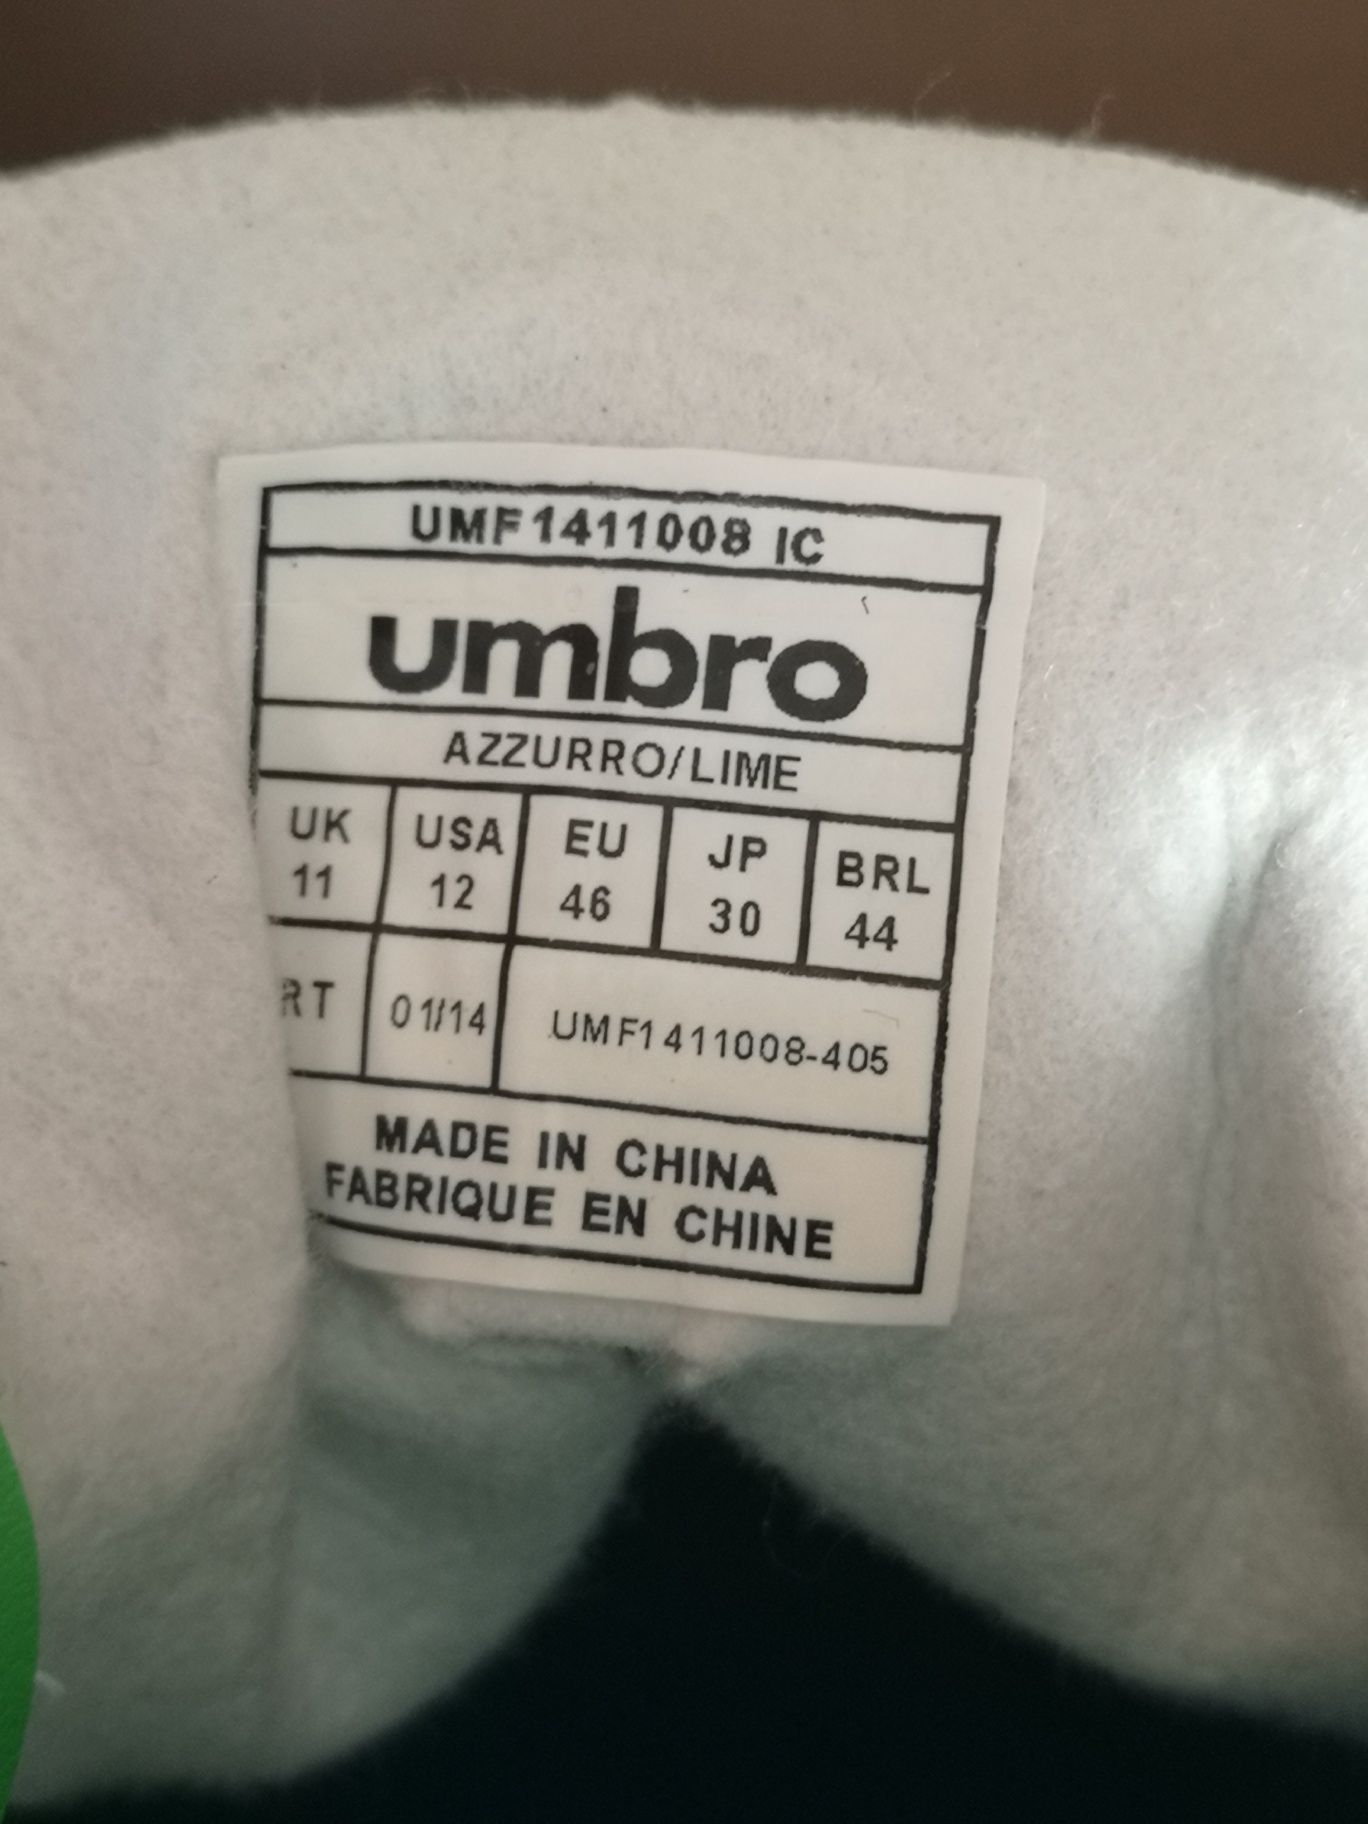 UMF1411008 IC
umbro
AZZURRO/LIME
UK USA EU JP BRL
11 12 46 30 44
RT 01/14 UMF1411008-405
MADE IN CHINA
FABRIQUE EN CHINE